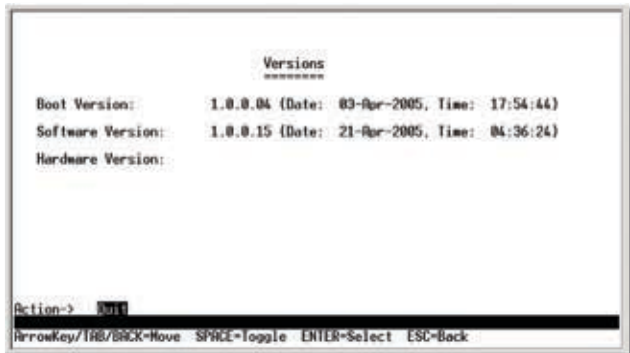 Versions
========
Boot Version: 1.0.0.04 (Date: 03-Apr-2005, Time: 17:54:44)
Software Version: 1.0.0.15 (Date: 21-Apr-2005, Time: 04:36:24)
Hardware Version:
Action-> Quit
ArrowKey/TAB/BACK=Move SPACE=Toggle ENTER=Select ESC=Back